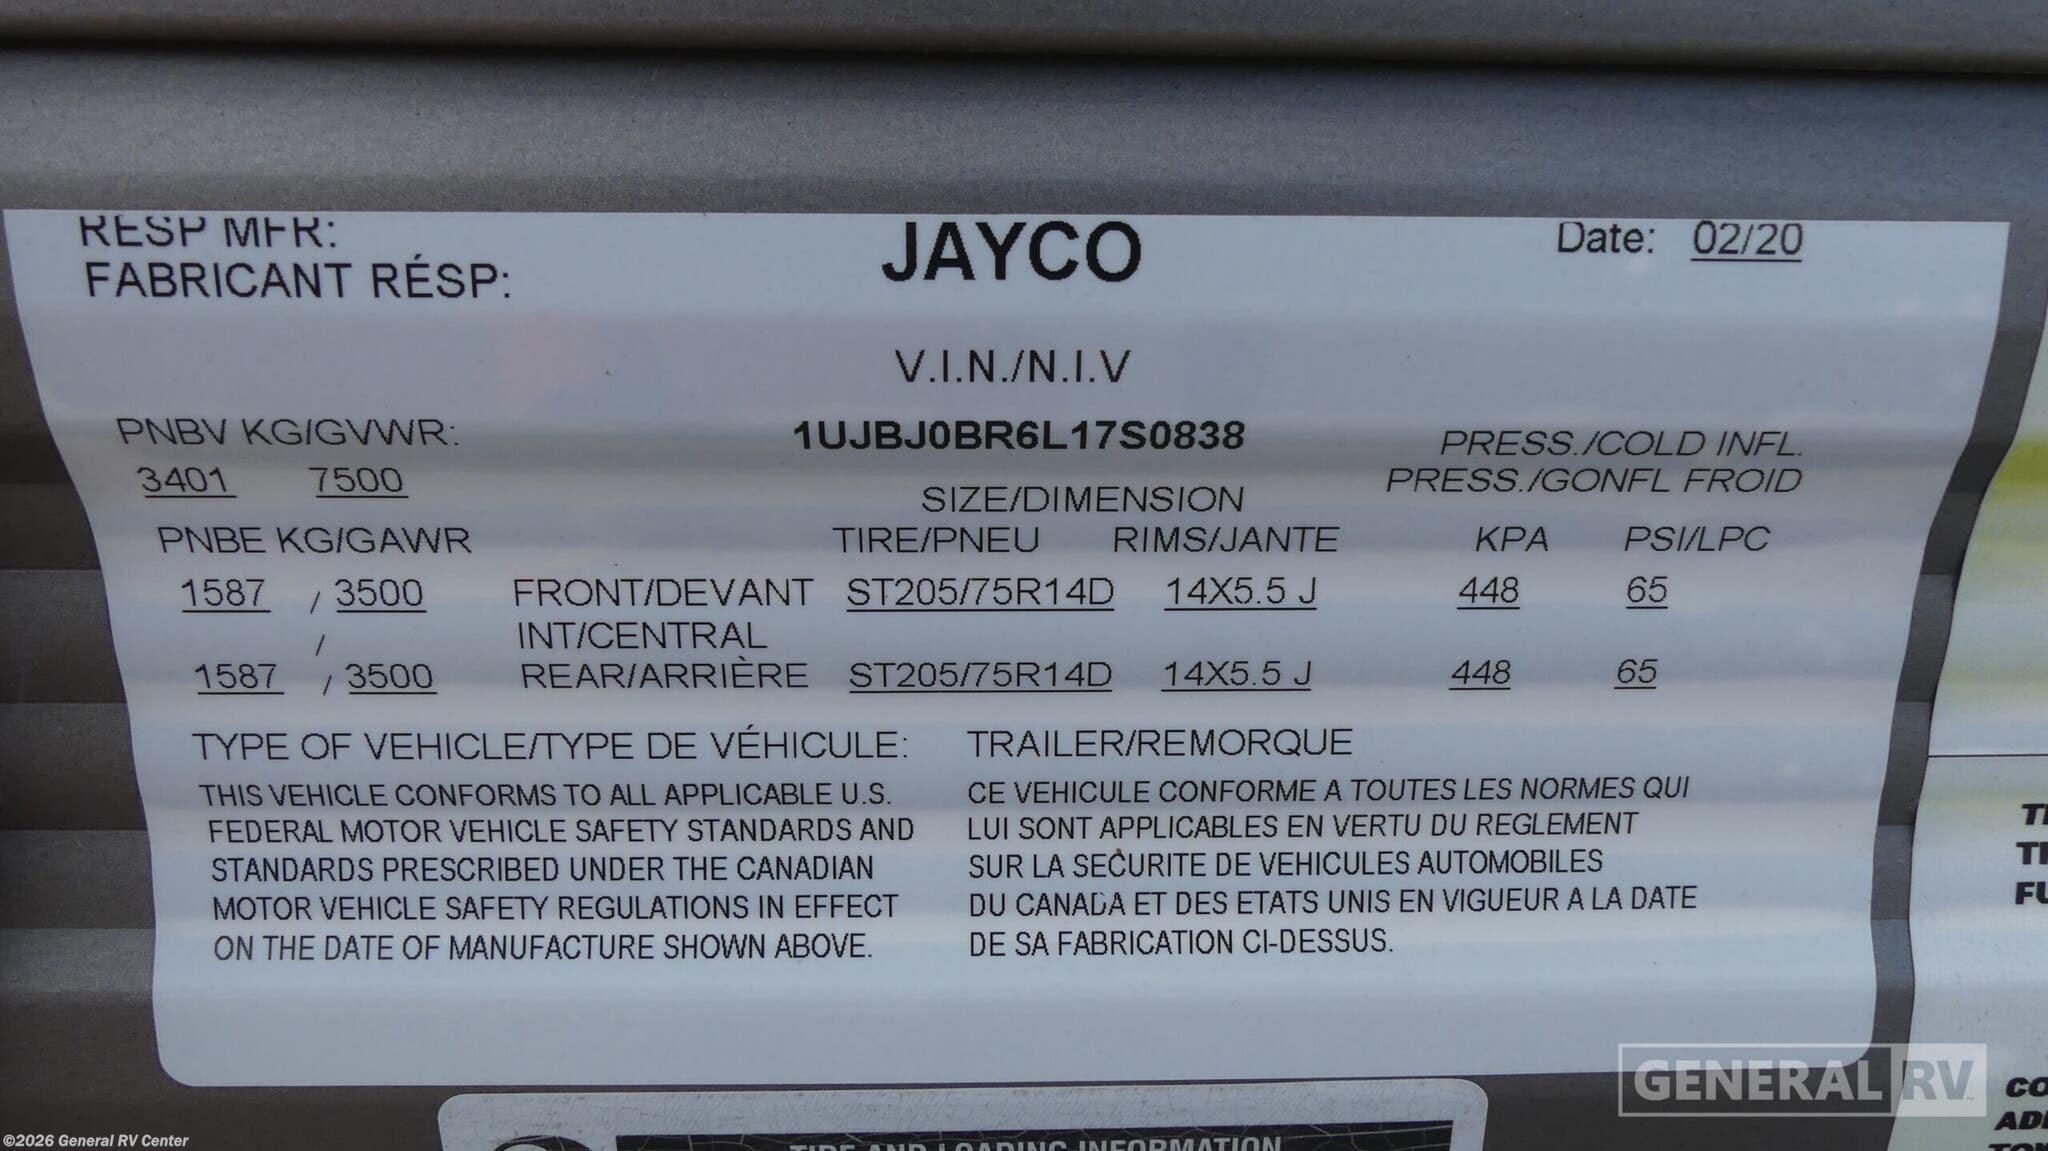 RESP MFR: JAYCO Date: 02/20
FABRICANT RÉSP:
V.I.N./N.I.V
PNBV KG/GVWR: 1UJBJ0BR6L17S0838 PRESS./COLD INFL.
3401 7500 SIZE/DIMENSION PRESS./GONFL FROID
PNBE KG/GAWR TIRE/PNEU RIMS/JANTE KPA PSI/LPC
1587 / 3500 FRONT/DEVANT ST205/75R14D 14X5.5 J 448 65
/ INT/CENTRAL
1587 / 3500 REAR/ARRIÈRE ST205/75R14D 14X5.5 J 448 65
TYPE OF VEHICLE/TYPE DE VÉHICULE: TRAILER/REMORQUE
THIS VEHICLE CONFORMS TO ALL APPLICABLE U.S.
FEDERAL MOTOR VEHICLE SAFETY STANDARDS AND
STANDARDS PRESCRIBED UNDER THE CANADIAN
MOTOR VEHICLE SAFETY REGULATIONS IN EFFECT
ON THE DATE OF MANUFACTURE SHOWN ABOVE.
CE VEHICULE CONFORME A TOUTES LES NORMES QUI
LUI SONT APPLICABLES EN VERTU DU REGLEMENT
SUR LA SECURITE DE VEHICULES AUTOMOBILES
DU CANADA ET DES ETATS UNIS EN VIGUEUR A LA DATE
DE SA FABRICATION CI-DESSUS.
TIRE AND LOADING INFORMATION
GENERAL RV
©2026 General RV Center